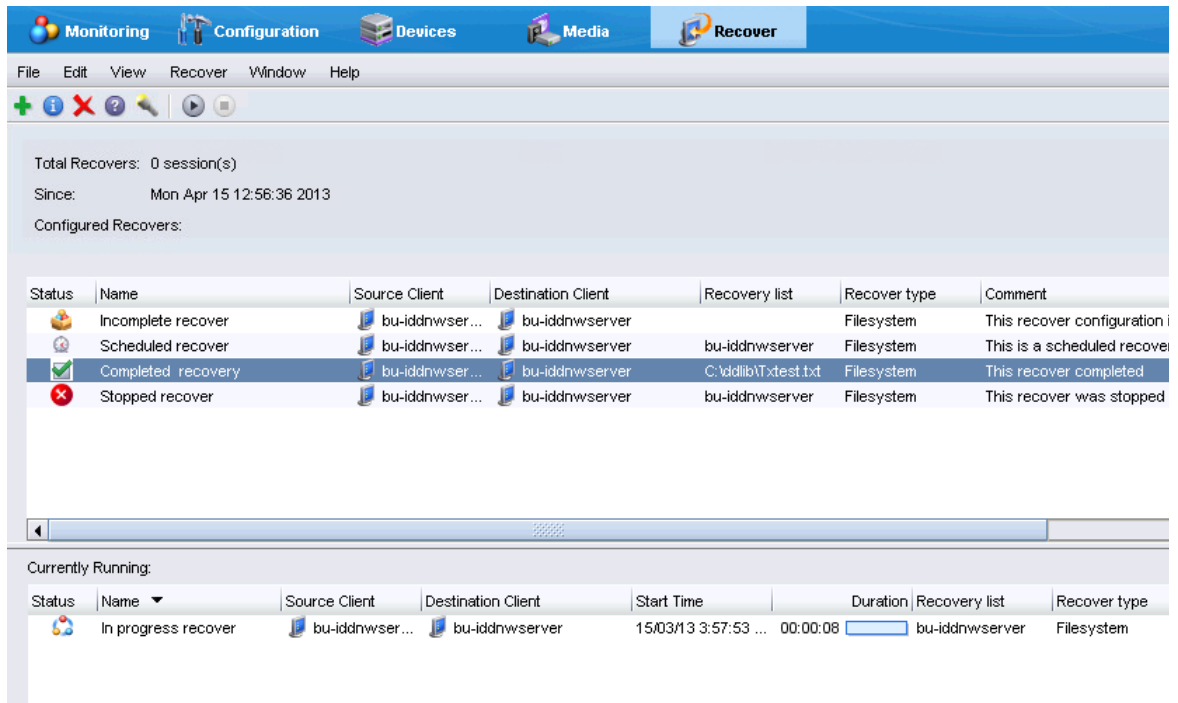 Monitoring Configuration Devices Media Recover
File Edit View Recover Window Help
Total Recovers: 0 session(s)
Since: Mon Apr 15 12:56:36 2013
Configured Recovers:
Status Name Source Client Destination Client Recovery list Recover type Comment
Incomplete recover bu-iddnwser... bu-iddnwserver Filesystem This recover configuration i
Scheduled recover bu-iddnwser... bu-iddnwserver bu-iddnwserver Filesystem This is a scheduled recove
Completed recovery bu-iddnwser... bu-iddnwserver C:\ddlib\Txtest.txt Filesystem This recover completed
Stopped recover bu-iddnwser... bu-iddnwserver bu-iddnwserver Filesystem This recover was stopped
Currently Running:
Status Name Source Client Destination Client Start Time Duration Recovery list Recover type
In progress recover bu-iddnwser... bu-iddnwserver 15/03/13 3:57:53 ... 00:00:08 bu-iddnwserver Filesystem